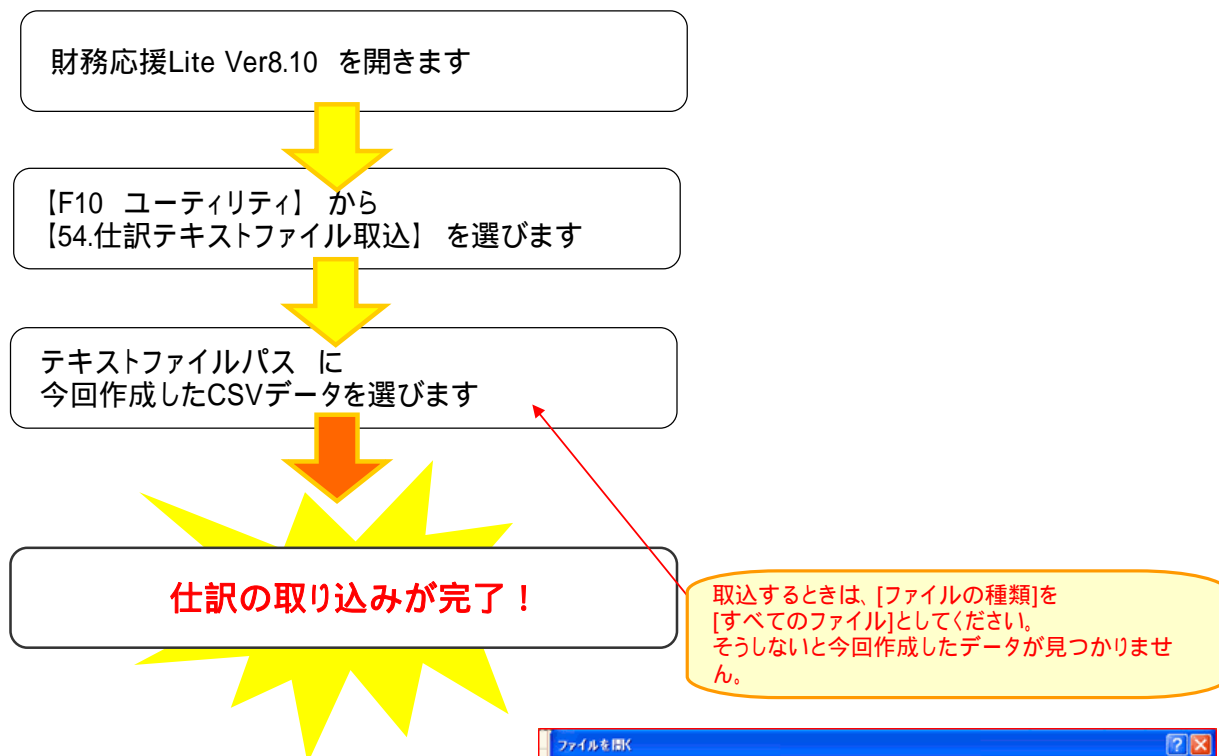 財務応援Lite Ver8.10 を開きます
【F10 ユーティリティ】 から
【54.仕訳テキストファイル取込】 を選びます
テキストファイルパス に
今回作成したCSVデータを選びます
仕訳の取り込みが完了！
取込するときは、[ファイルの種類]を
[すべてのファイル]としてください。
そうしないと今回作成したデータが見つかりませ
ん。
ファイルを開く